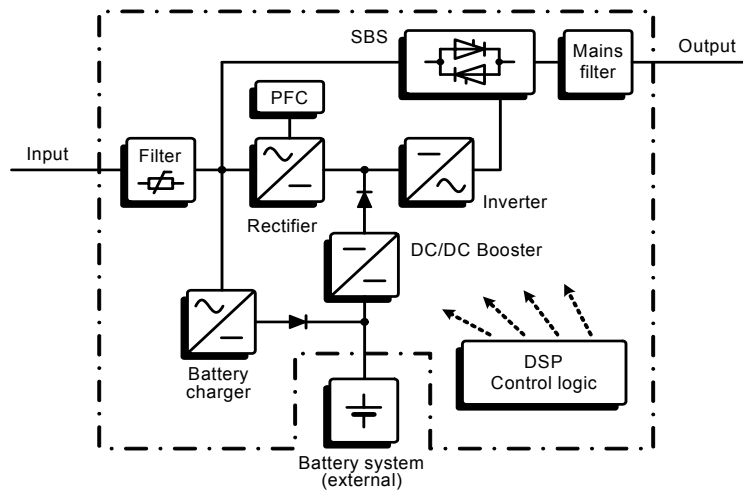 SBS
Mains
filter
Output
PFC
Input
Filter
Rectifier
Inverter
DC/DC Booster
Battery
charger
DSP
Control logic
Battery system
(external)